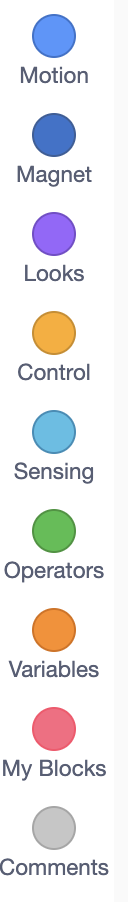 Motion
Magnet
Looks
Control
Sensing
Operators
Variables
My Blocks
Comments